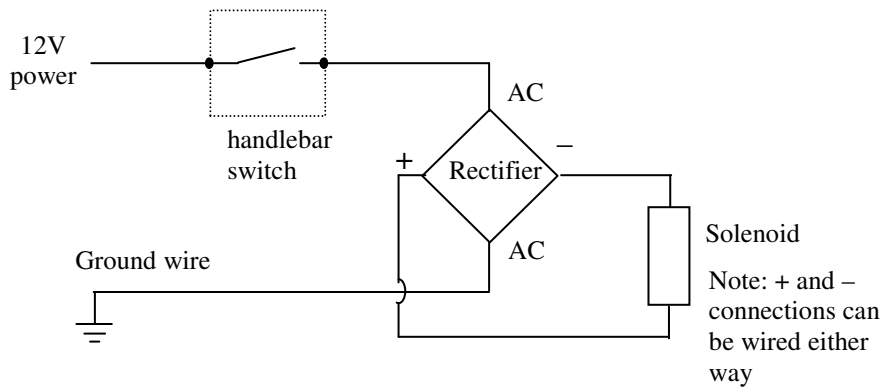 12V
power
handlebar
switch
AC
+
Rectifier
–
AC
Ground wire
Solenoid
Note: + and –
connections can
be wired either
way